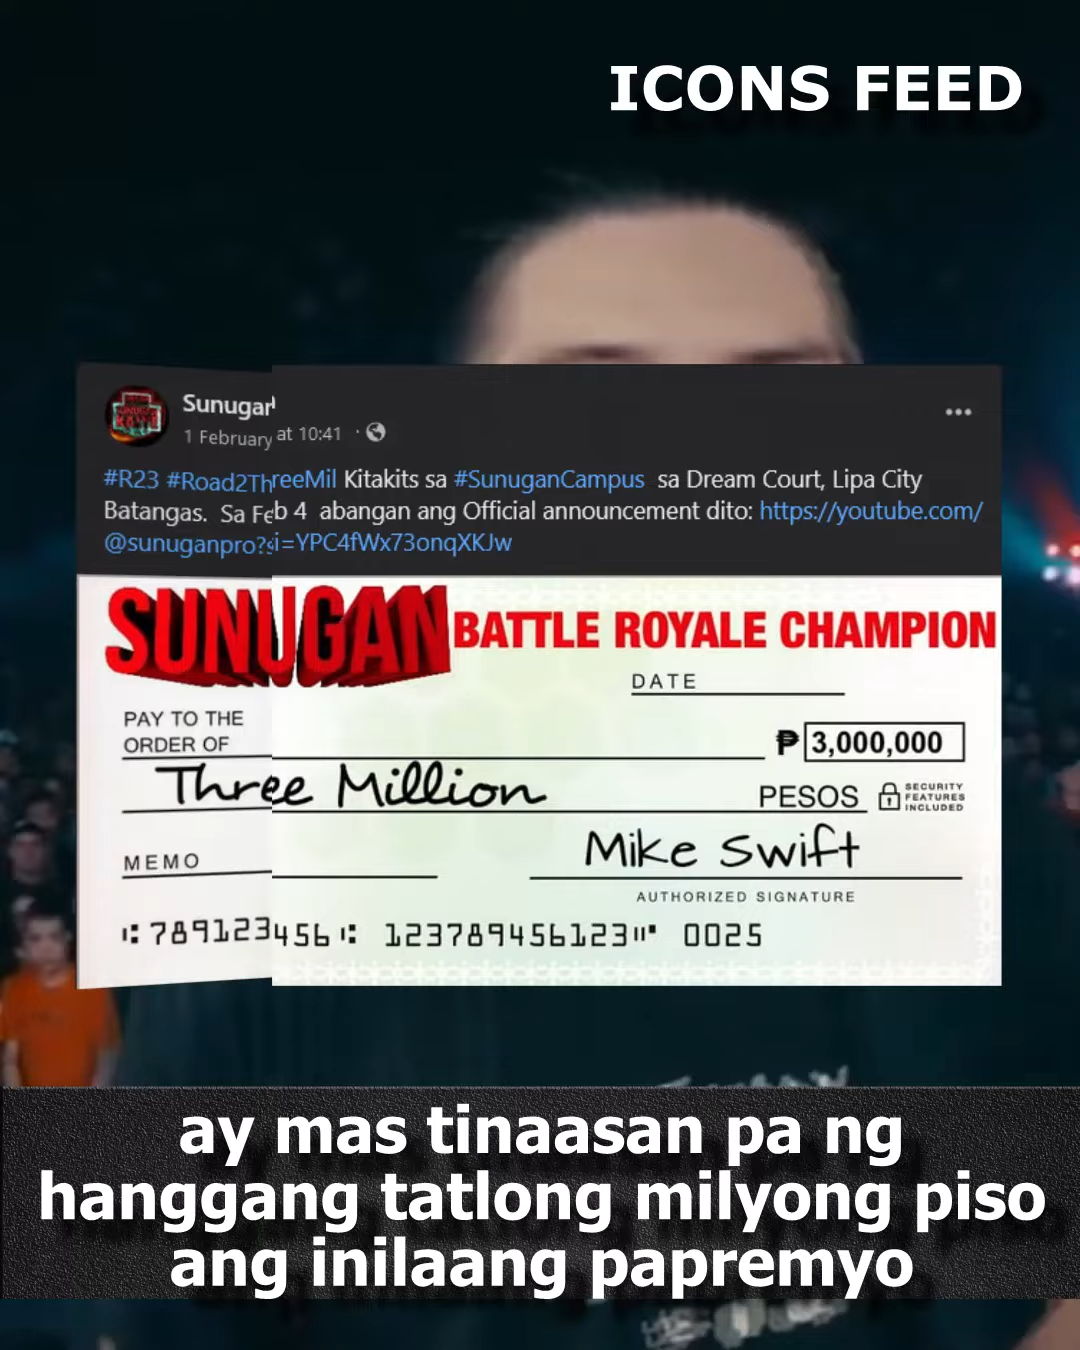 ICONS FEED
Sunugan
1 February at 10:41 ·
#R23 #Road2ThreeMil Kitakits sa #SunuganCampus sa Dream Court, Lipa City
Batangas. Sa Feb 4 abangan ang Official announcement dito: https://youtube.com/
@sunuganpro?si=YPC4fWx73onqXKJw
SUNUGAN BATTLE ROYALE CHAMPION
DATE
PAY TO THE
ORDER OF
₱ 3,000,000
Three Million PESOS
SECURITY
FEATURES
INCLUDED
MEMO
Mike Swift
AUTHORIZED SIGNATURE
⑆789123456⑆ 123789456123⑈ 0025
ay mas tinaasan pa ng
hanggang tatlong milyong piso
ang inilaang papremyo